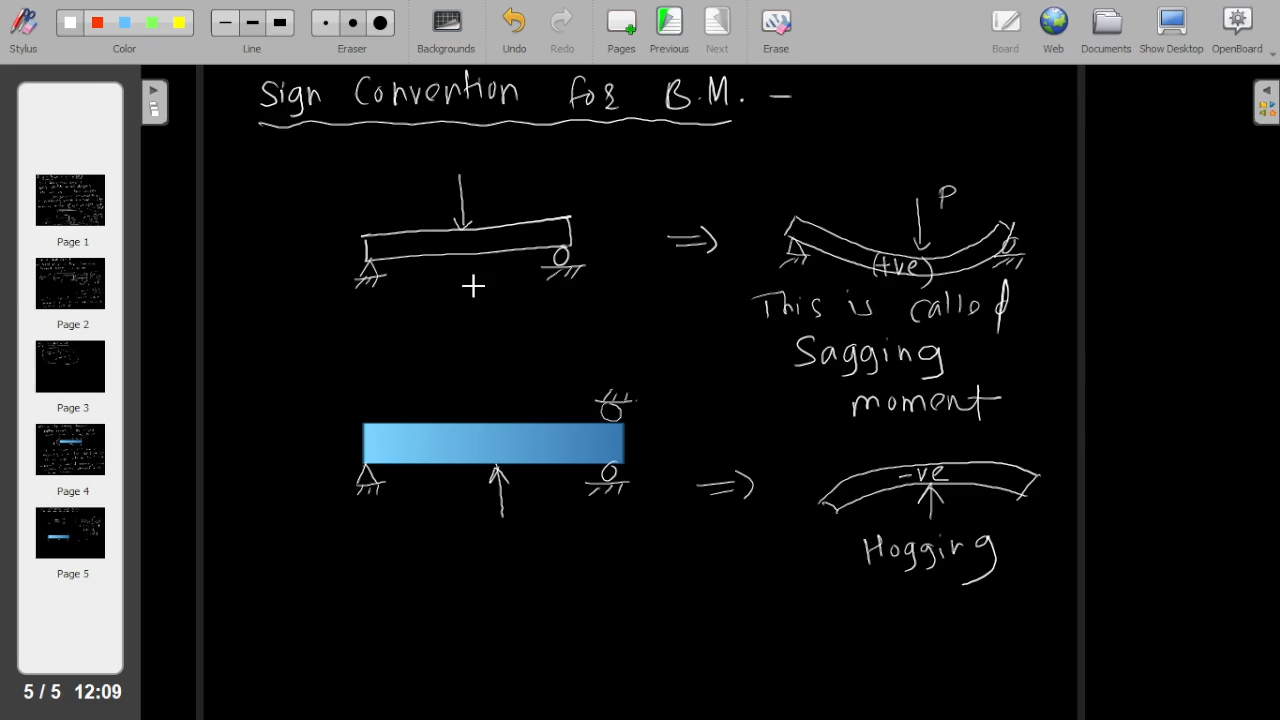 Stylus
Color
Line
Eraser
Backgrounds
Undo
Redo
Pages
Previous
Next
Erase
Board
Web
Documents
Show Desktop
OpenBoard
Sign Convention for B.M. -
P
(+ve)
This is called
Sagging
moment
-ve
Hogging
Page 1
Page 2
Page 3
Page 4
Page 5
5 / 5 12:09